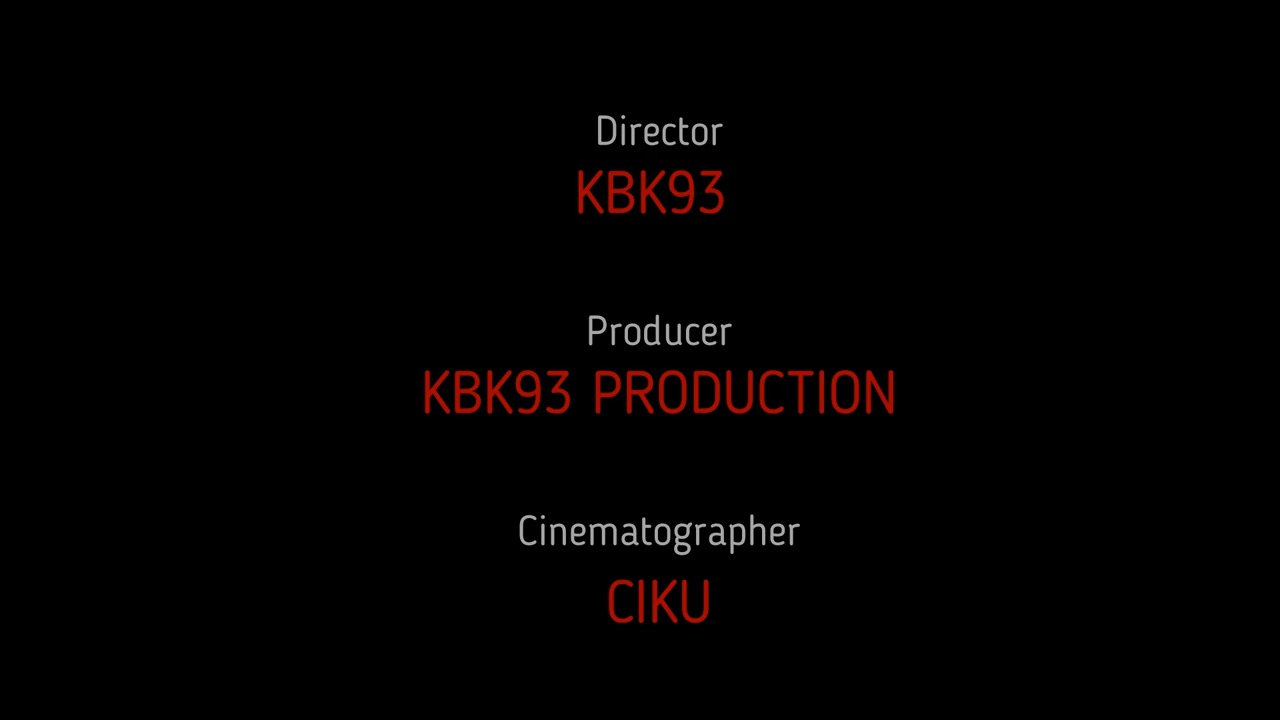 Director
KBK93
Producer
KBK93 PRODUCTION
Cinematographer
CIKU